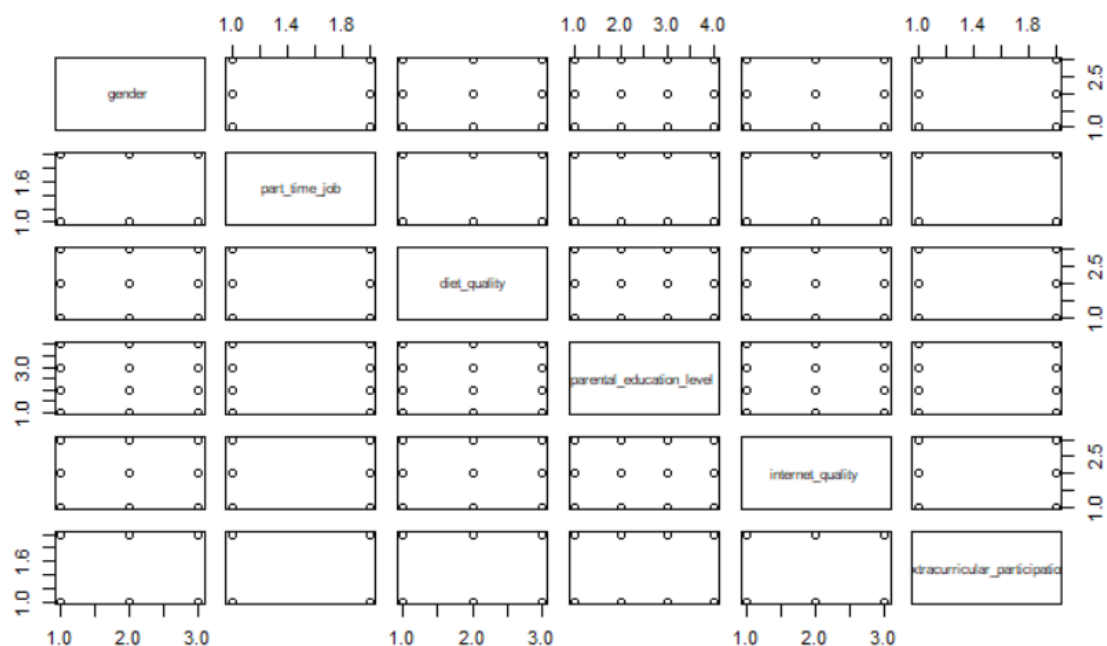 1.0 1.4 1.8 1.0 2.0 3.0 4.0 1.0 1.4 1.8
gender 1.0 2.5
1.0 1.6 part_time_job
diet_quality 1.0 2.5
1.0 3.0 parental_education_level
internet_quality 1.0 2.5
1.0 1.6 xtracurricular_participatio
1.0 2.0 3.0 1.0 2.0 3.0 1.0 2.0 3.0